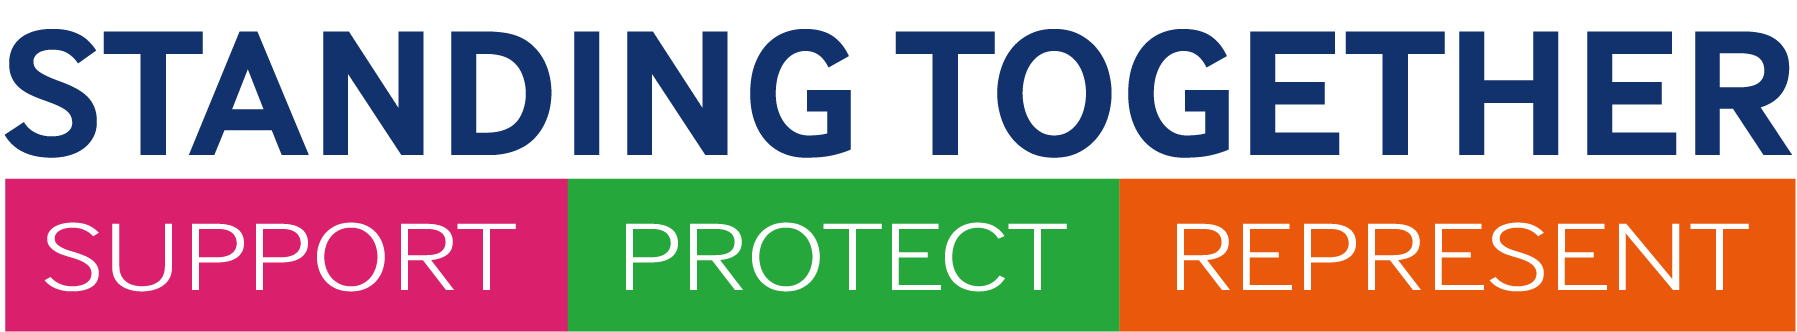 STANDING TOGETHER
SUPPORT PROTECT REPRESENT